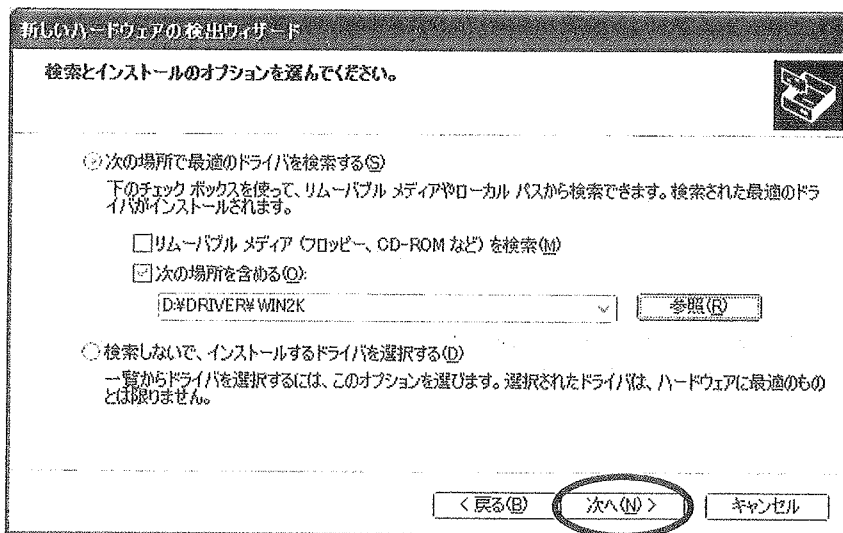 新しいハードウェアの検出ウィザード
検索とインストールのオプションを選んでください。
次の場所で最適のドライバを検索する(S)
下のチェック ボックスを使って、リムーバブル メディアやローカル パスから検索できます。検索された最適のドラ
イバがインストールされます。
リムーバブル メディア (フロッピー、CD-ROM など) を検索(M)
次の場所を含める(O):
D:¥DRIVER¥WIN2K
参照(R)
検索しないで、インストールするドライバを選択する(D)
一覧からドライバを選択するには、このオプションを選びます。選択されたドライバは、ハードウェアに最適のもの
とは限りません。
< 戻る(B)
次へ(N) >
キャンセル